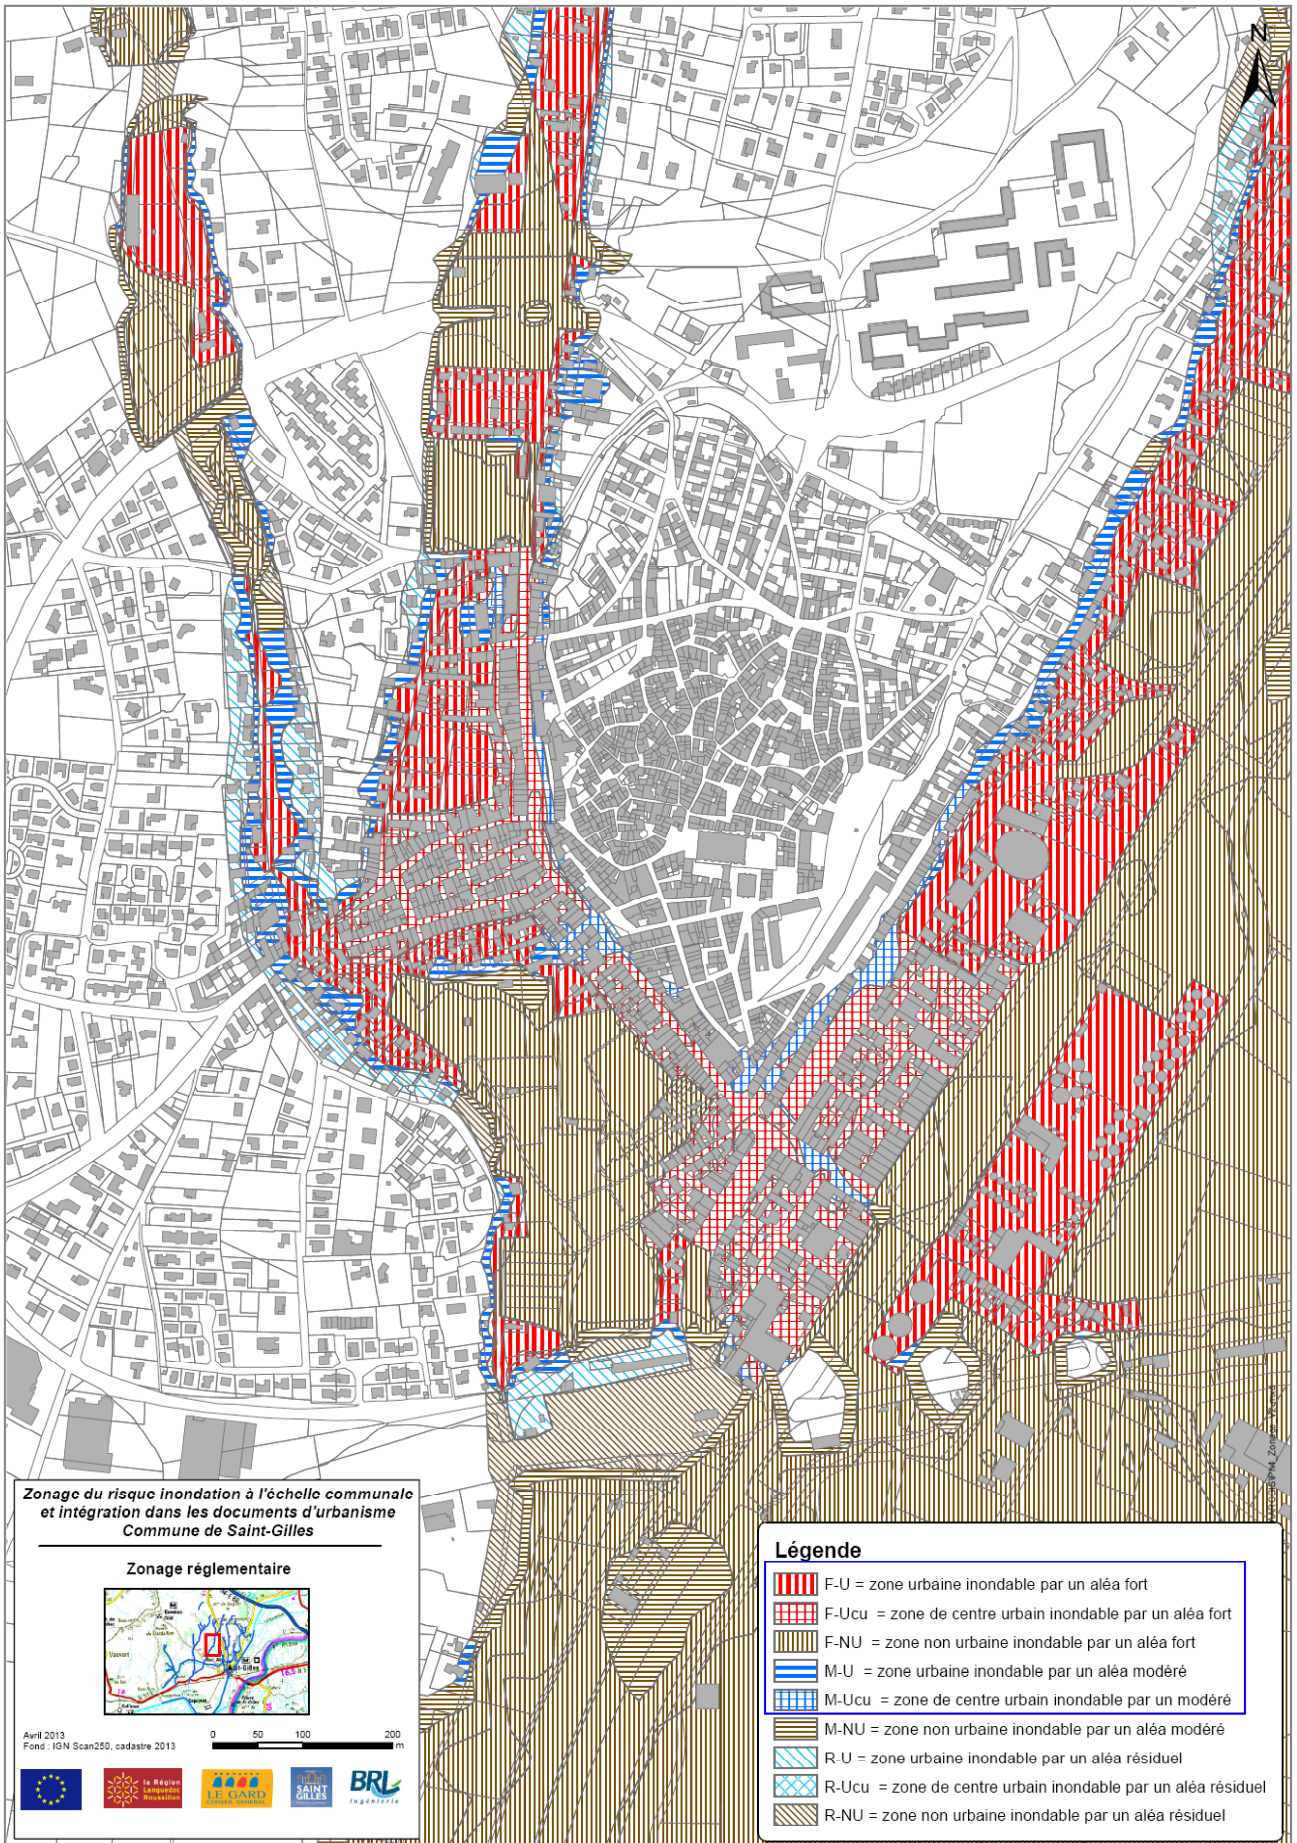 N
Zonage du risque inondation à l'échelle communale
et intégration dans les documents d'urbanisme
Commune de Saint-Gilles
Zonage réglementaire
Avril 2013
Fond : IGN Scan250, cadastre 2013
0 50 100 200
m
la Région
Languedoc
Roussillon
LE GARD
CONSEIL GENERAL
SAINT
GILLES
BRL
Ingénierie
Légende
F-U = zone urbaine inondable par un aléa fort
F-Ucu = zone de centre urbain inondable par un aléa fort
F-NU = zone non urbaine inondable par un aléa fort
M-U = zone urbaine inondable par un aléa modéré
M-Ucu = zone de centre urbain inondable par un modéré
M-NU = zone non urbaine inondable par un aléa modéré
R-U = zone urbaine inondable par un aléa résiduel
R-Ucu = zone de centre urbain inondable par un aléa résiduel
R-NU = zone non urbaine inondable par un aléa résiduel